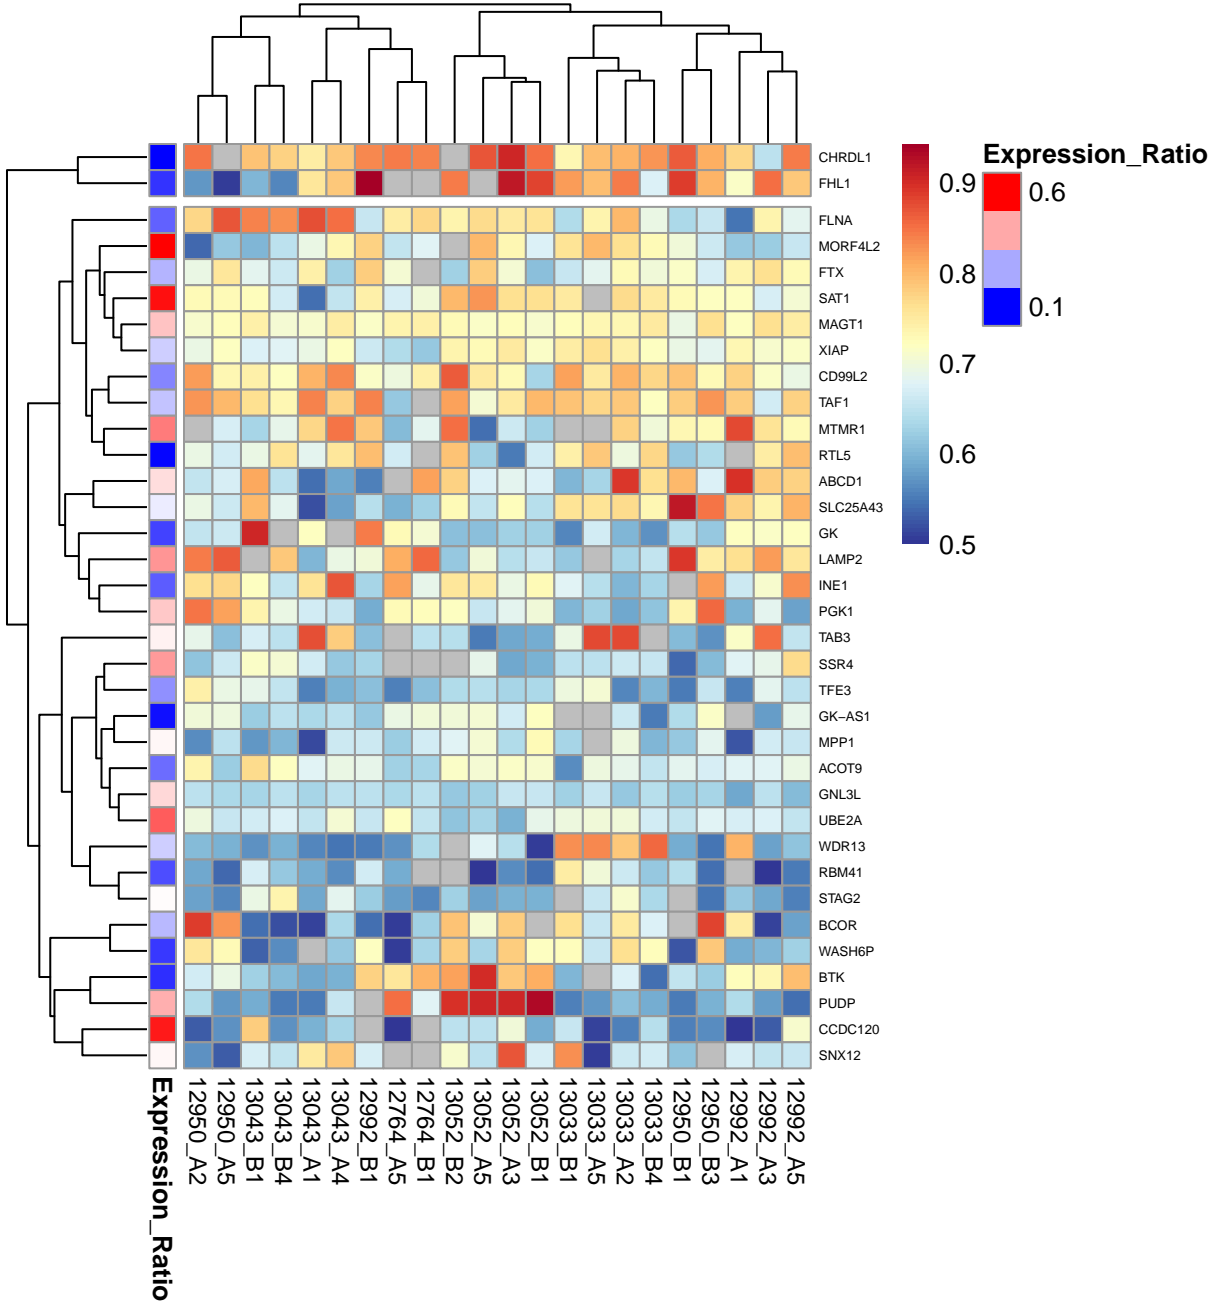 Expression_Ratio
0.6
0.1
0.9
0.8
0.7
0.6
0.5
CHRDL1
FHL1
FLNA
MORF4L2
FTX
SAT1
MAGT1
XIAP
CD99L2
TAF1
MTMR1
RTL5
ABCD1
SLC25A43
GK
LAMP2
INE1
PGK1
TAB3
SSR4
TFE3
GK−AS1
MPP1
ACOT9
GNL3L
UBE2A
WDR13
RBM41
STAG2
BCOR
WASH6P
BTK
PUDP
CCDC120
SNX12
Expression_Ratio
12950_A2
12950_A5
13043_B1
13043_B4
13043_A1
13043_A4
12992_B1
12764_A5
12764_B1
13052_B2
13052_A5
13052_A3
13052_B1
13033_B1
13033_A5
13033_A2
13033_B4
12950_B1
12950_B3
12992_A1
12992_A3
12992_A5